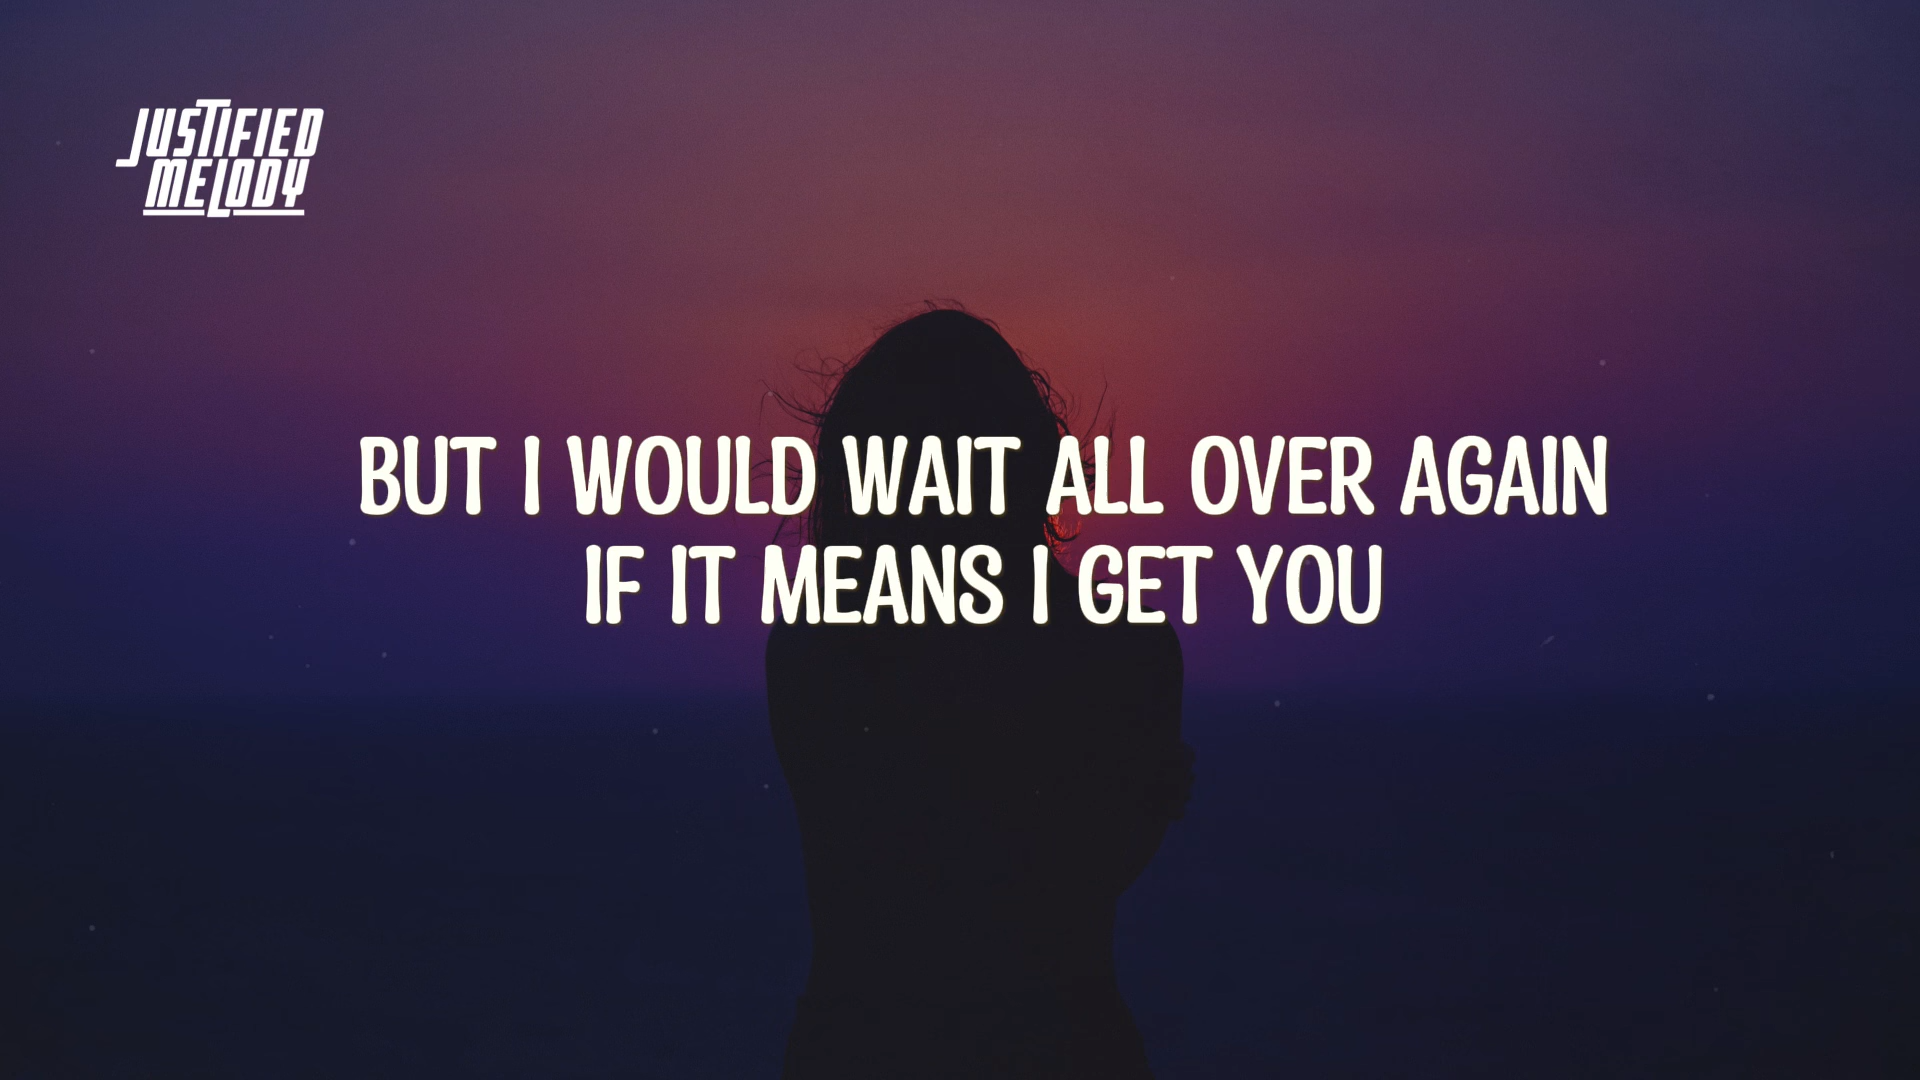 JUSTIFIED
MELODY
BUT I WOULD WAIT ALL OVER AGAIN
IF IT MEANS I GET YOU